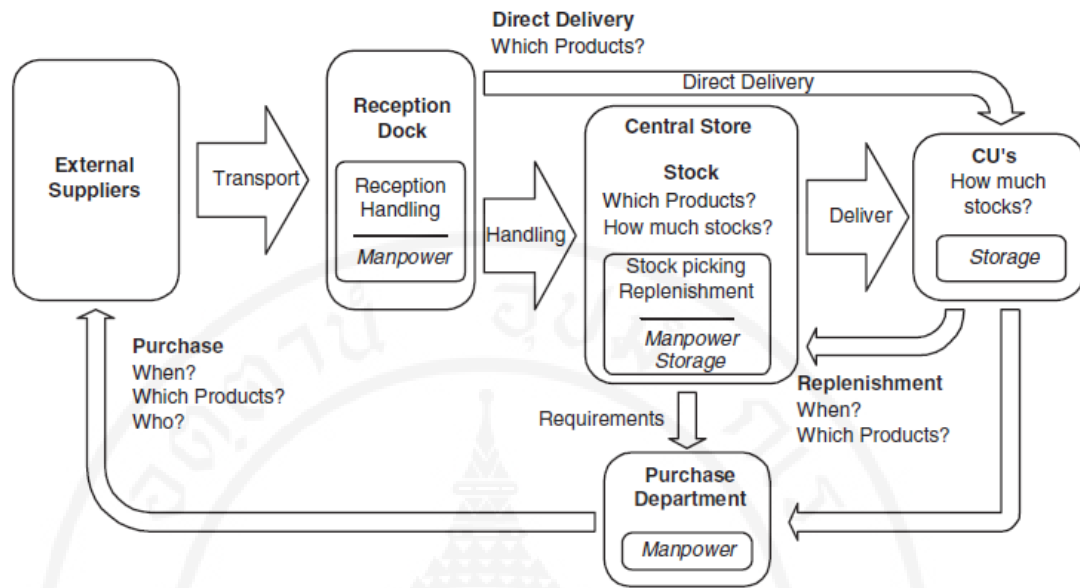 Direct Delivery
Which Products?
Direct Delivery
External
Suppliers
Transport
Reception
Dock
Reception
Handling
Manpower
Handling
Central Store
Stock
Which Products?
How much stocks?
Stock picking
Replenishment
Manpower
Storage
Deliver
CU's
How much
stocks?
Storage
Purchase
When?
Which Products?
Who?
Requirements
Replenishment
When?
Which Products?
Purchase
Department
Manpower